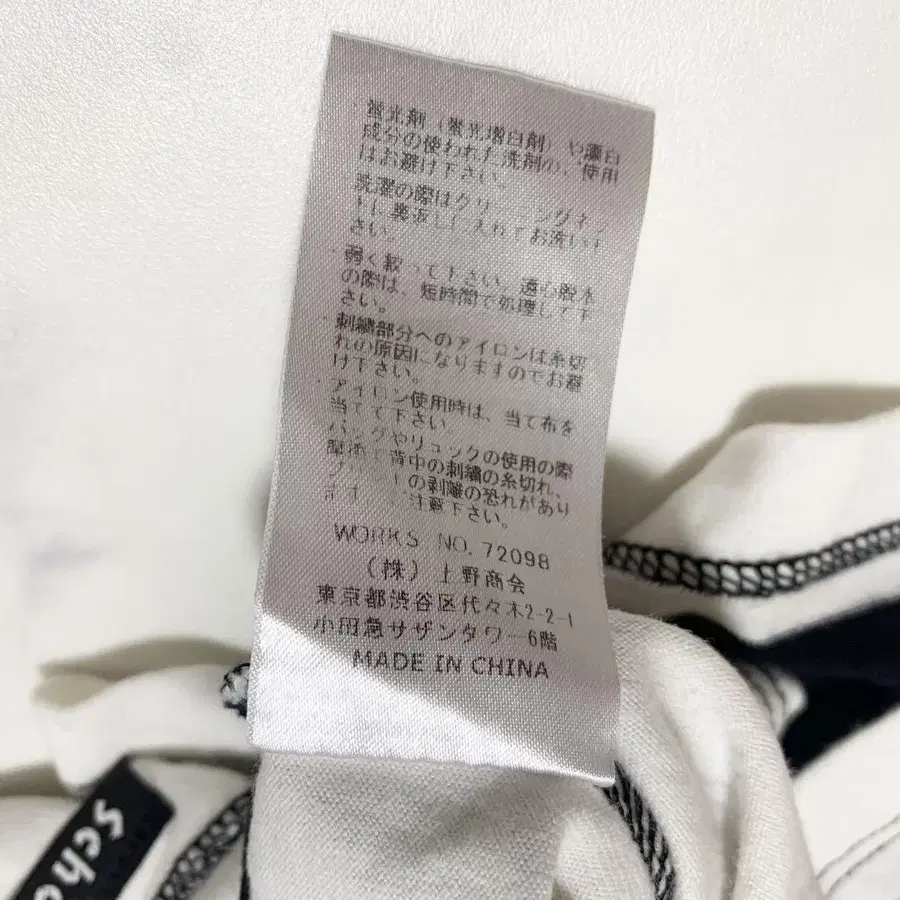 ・蛍光剤（蛍光増白剤）や漂白
成分の使われた洗剤の、ご使用
はお避け下さい。
洗濯の際はクリーニングネッ
トに裏返しに入れてお洗い下
さい。
・弱く絞って下さい。遠心脱水
の際は、短時間で処理して下
さい。
・刺繍部分へのアイロンは糸切
れの原因になりますのでお避
け下さい。
・アイロン使用時は、当て布を
当てて下さい
バッグやリュックの使用の際
背中の刺繍の糸切れ、
の剥離の恐れがあり
ます ご注意下さい。
WORKS NO. 72098
(株) 上野商会
東京都渋谷区代々木2-2-1
小田急サザンタワー6階
MADE IN CHINA
Scho